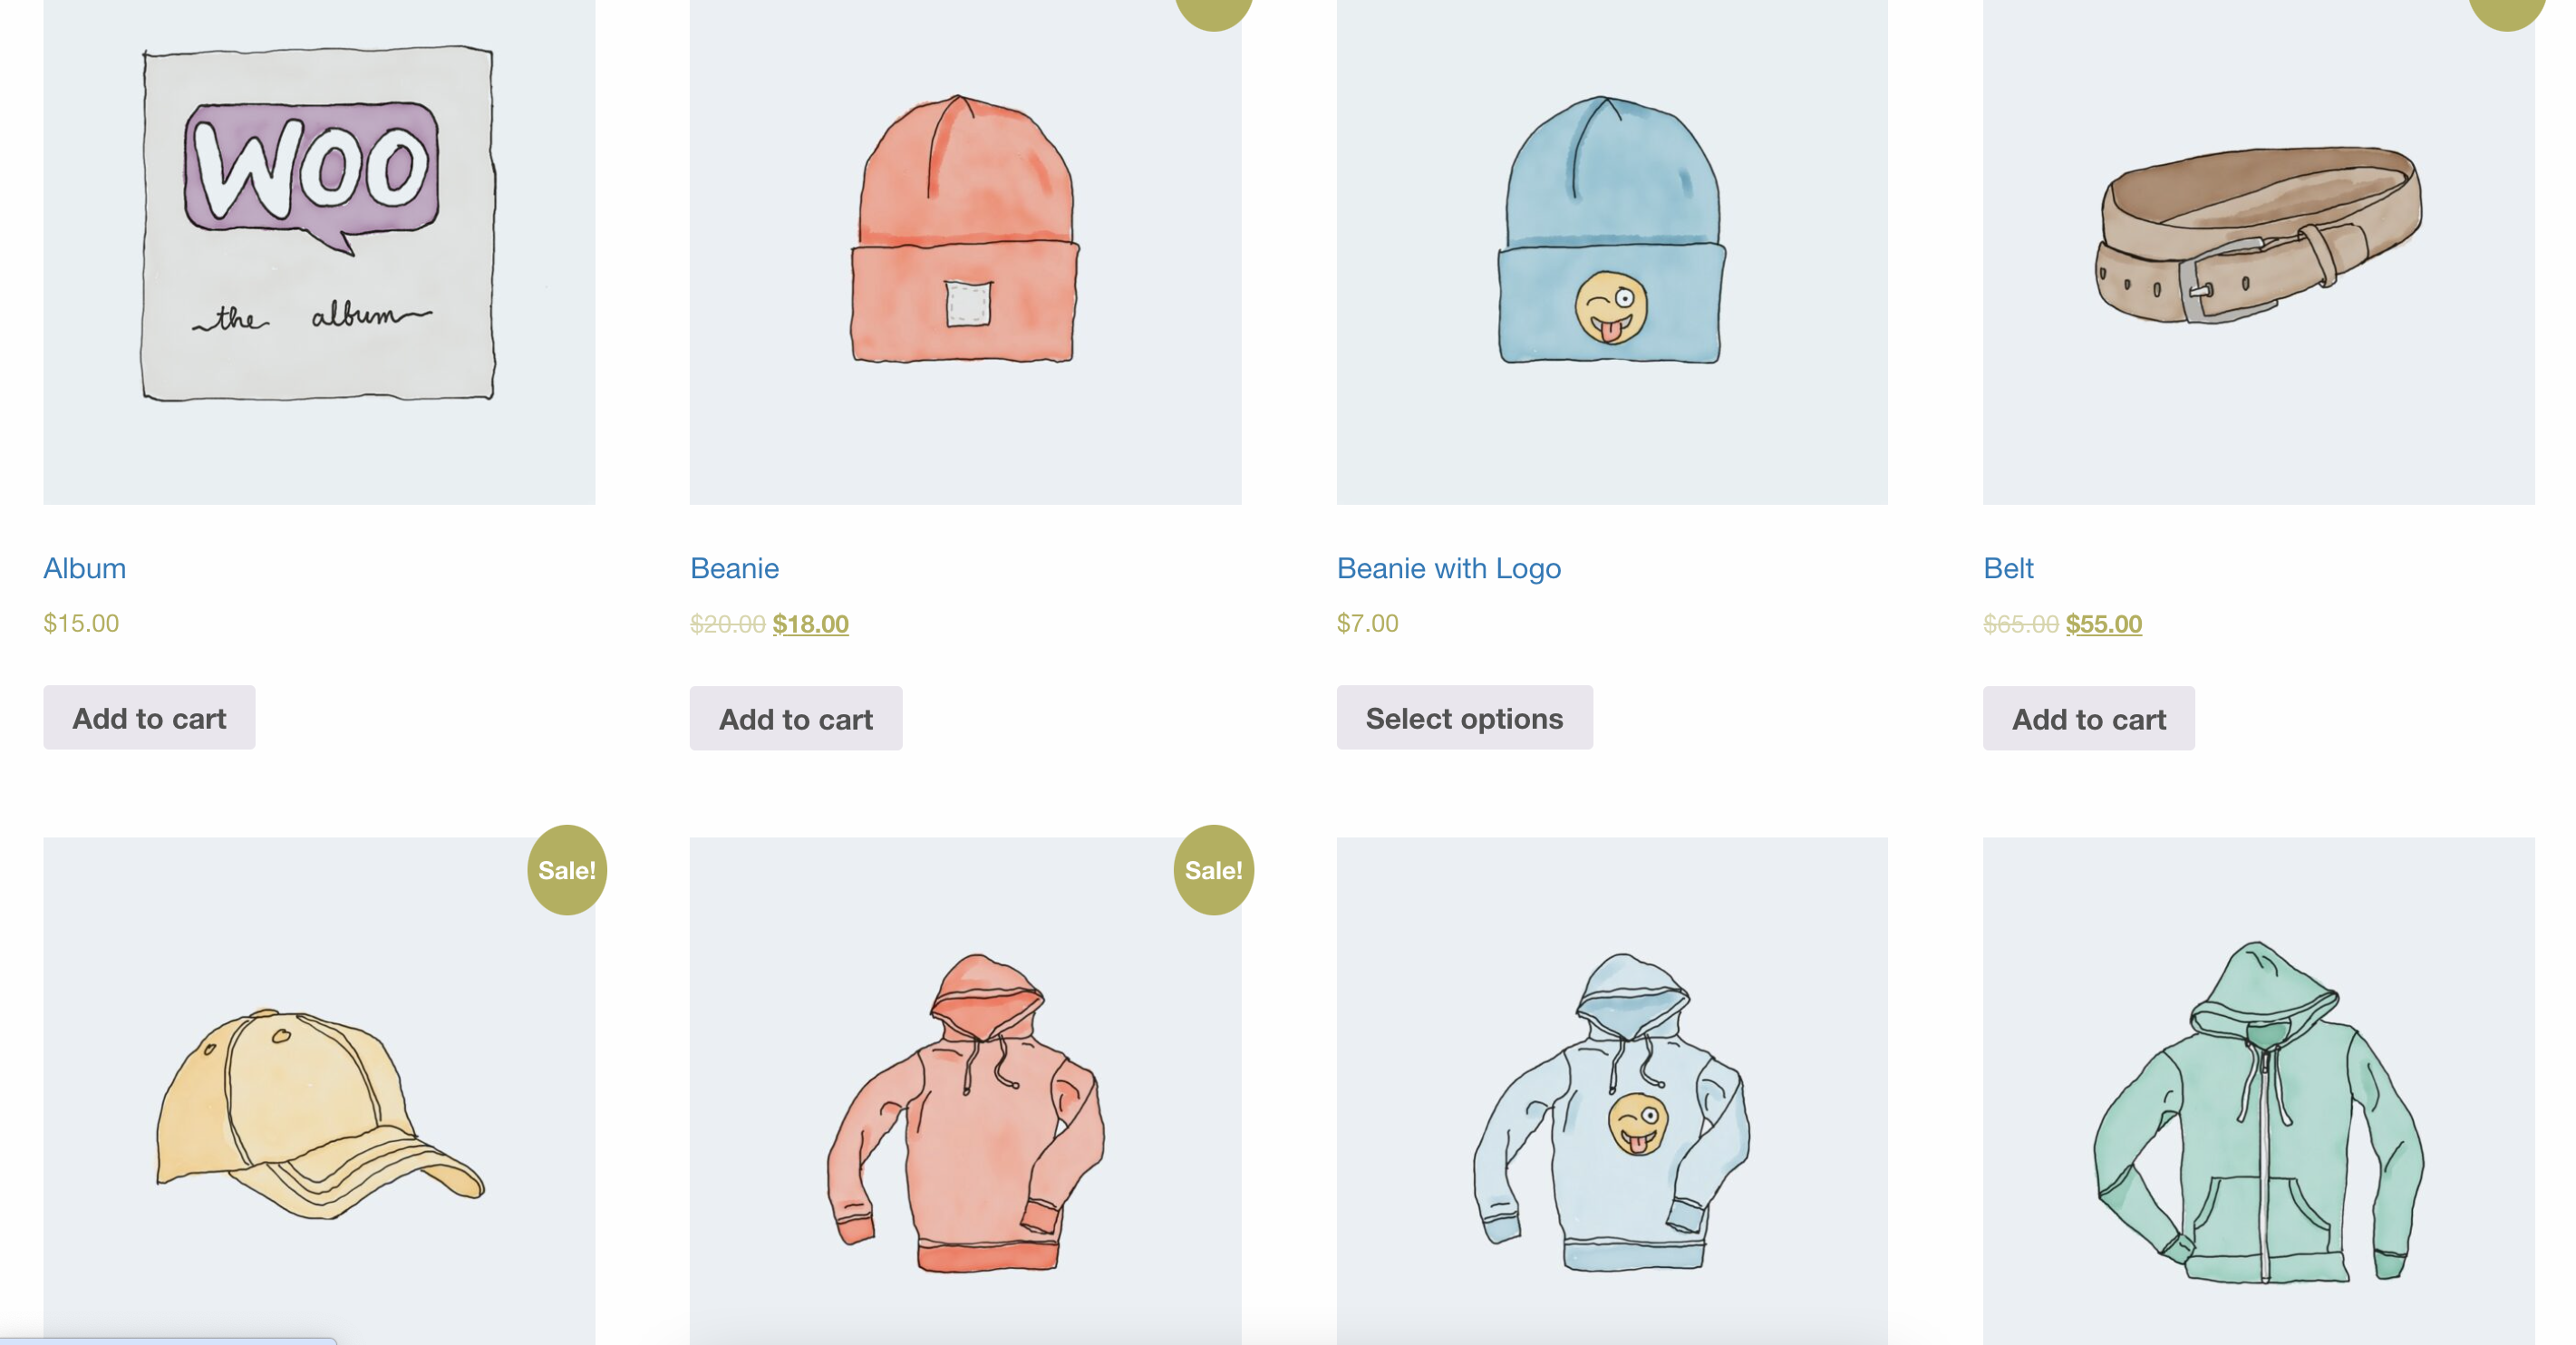 WOO
the album
Album
Beanie
Beanie with Logo
Belt
$15.00
$20.00 $18.00
$7.00
$65.00 $55.00
Add to cart
Add to cart
Select options
Add to cart
Sale!
Sale!